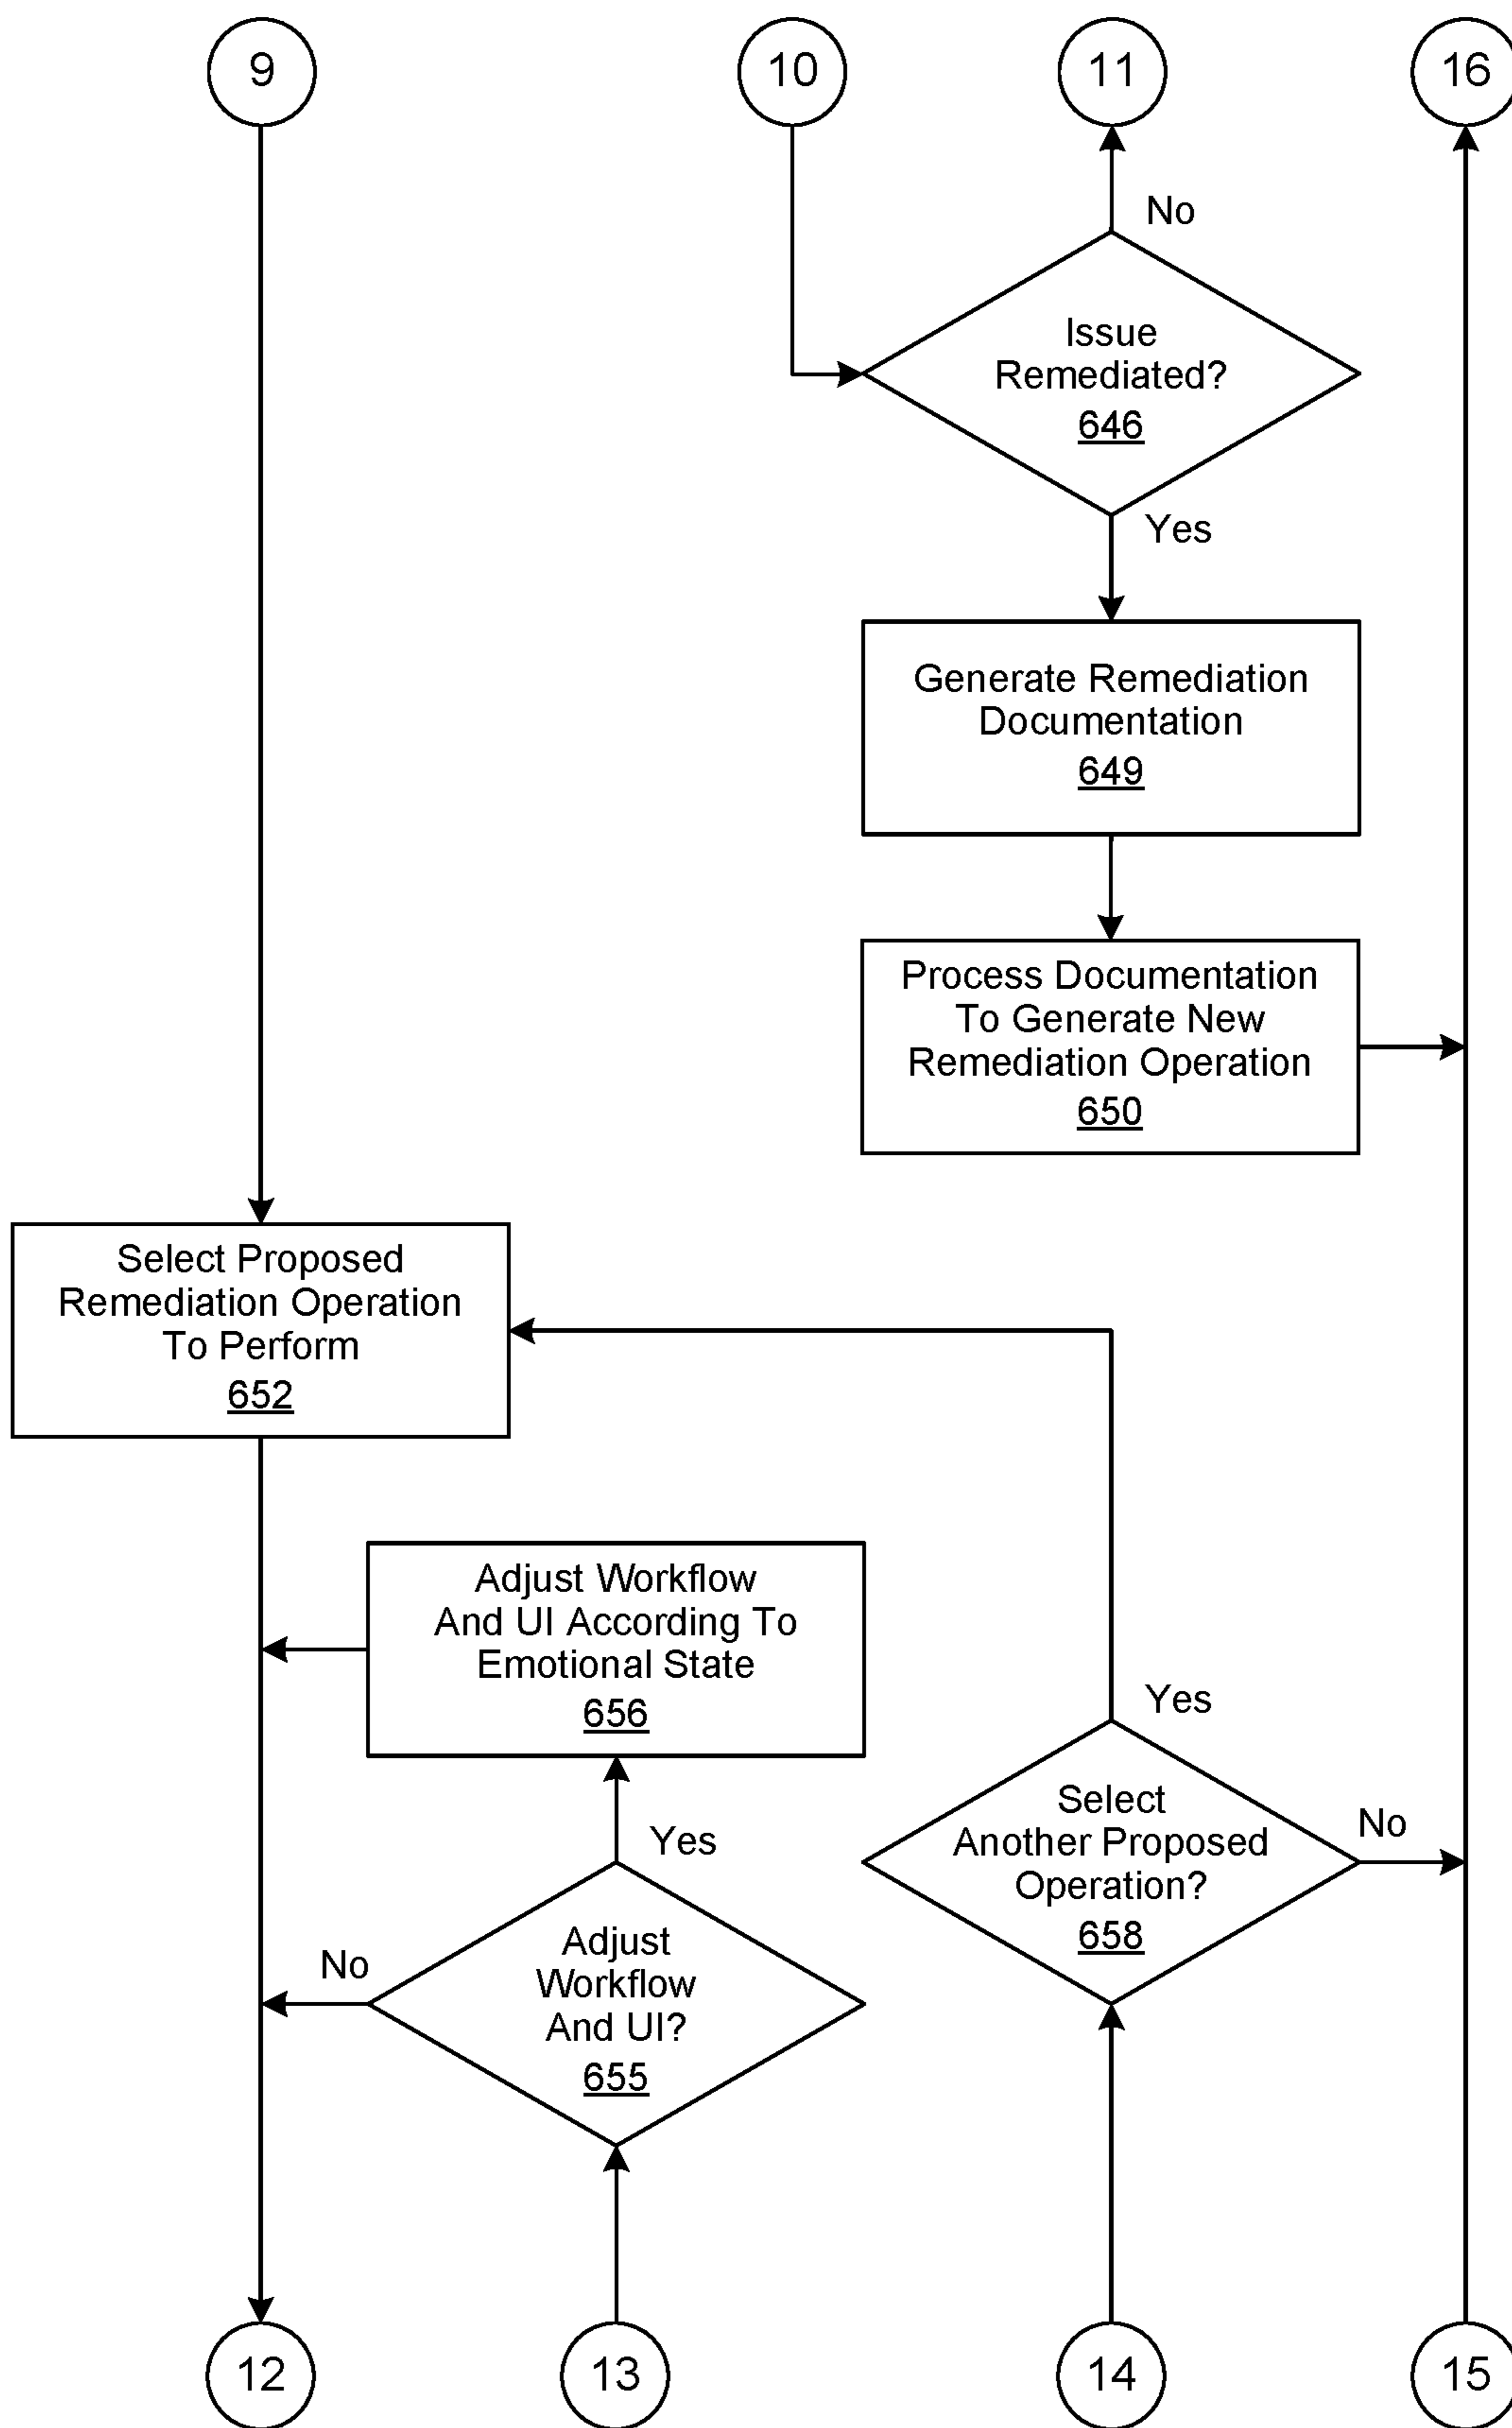 9
10
11
16
No
Issue
Remediated?
646
Yes
Generate Remediation
Documentation
649
Process Documentation
To Generate New
Remediation Operation
650
Select Proposed
Remediation Operation
To Perform
652
Adjust Workflow
And UI According To
Emotional State
656
Yes
Select
Another Proposed
Operation?
658
No
Yes
Adjust
Workflow
And UI?
655
No
12
13
14
15